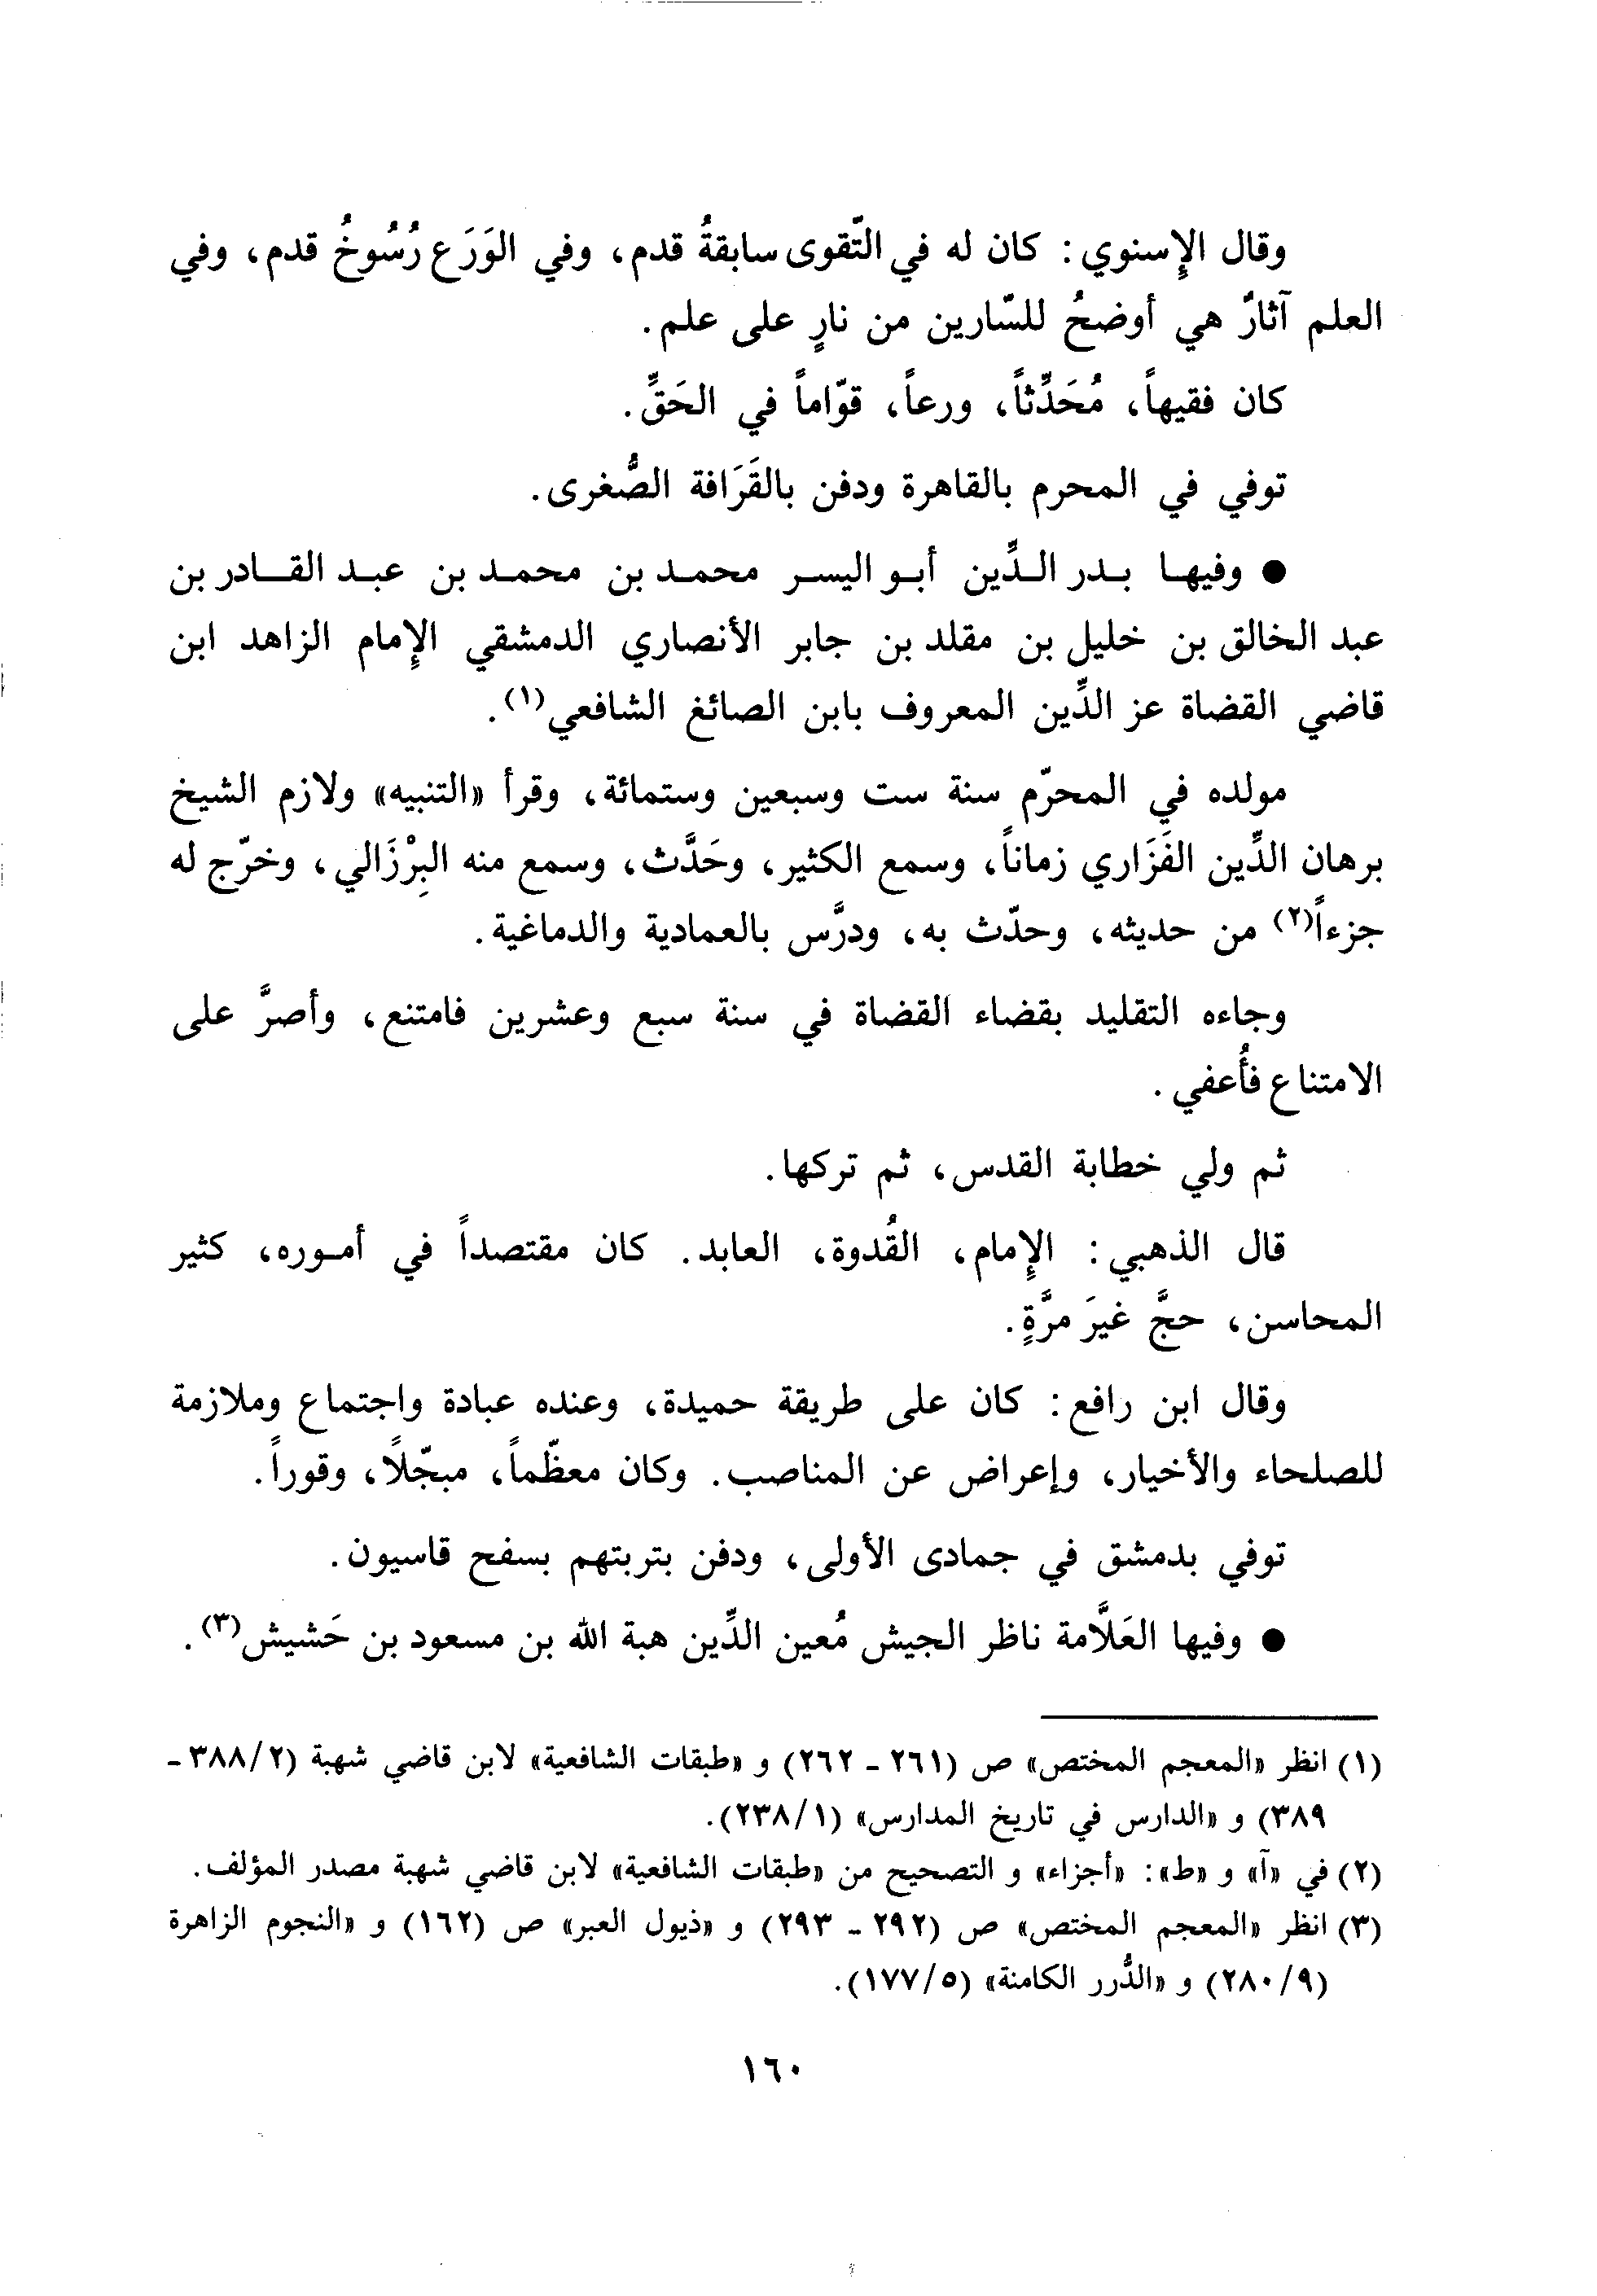 وقال الإِسنوي: كان له في التّقوى سابقةُ قدم، وفي الوَرَع رُسُوخُ قدم، وفي
العلم آثارٌ هي أوضحُ للسّارين من نارٍ على علم.
كان فقيهاً، مُحَدِّثاً، ورعاً، قوّاماً في الحَقِّ.
توفي في المحرم بالقاهرة ودفن بالقَرَافة الصُّغرى.
● وفيها بدر الدِّين أبو اليسر محمد بن محمد بن عبد القادر بن
عبد الخالق بن خليل بن مقلد بن جابر الأنصاري الدمشقي الإِمام الزاهد ابن
قاضي القضاة عز الدِّين المعروف بابن الصائغ الشافعي(١).
مولده في المحرّم سنة ست وسبعين وستمائة، وقرأ «التنبيه» ولازم الشيخ
برهان الدِّين الفَزَاري زماناً، وسمع الكثير، وحَدَّث، وسمع منه البِرْزَالي، وخرّج له
جزءاً(٢) من حديثه، وحدّث به، ودرَّس بالعمادية والدماغية.
وجاءه التقليد بقضاء القضاة في سنة سبع وعشرين فامتنع، وأصرَّ على
الامتناع فأُعفي.
ثم ولي خطابة القدس، ثم تركها.
قال الذهبي: الإِمام، القُدوة، العابد. كان مقتصداً في أموره، كثير
المحاسن، حجَّ غيرَ مرَّةٍ.
وقال ابن رافع: كان على طريقة حميدة، وعنده عبادة واجتماع وملازمة
للصلحاء والأخيار، وإعراض عن المناصب. وكان معظّماً، مبجّلاً، وقوراً.
توفي بدمشق في جمادى الأولى، ودفن بتربتهم بسفح قاسيون.
● وفيها العَلَّامة ناظر الجيش مُعين الدِّين هبة الله بن مسعود بن حَشيش(٣).
(١) انظر «المعجم المختص» ص (٢٦١ - ٢٦٢) و «طبقات الشافعية» لابن قاضي شهبة (٢/٣٨٨ -
٣٨٩) و «الدارس في تاريخ المدارس» (١/٢٣٨).
(٢) في «آ» و «ط»: «أجزاء» و التصحيح من «طبقات الشافعية» لابن قاضي شهبة مصدر المؤلف.
(٣) انظر «المعجم المختص» ص (٢٩٢ - ٢٩٣) و «ذيول العبر» ص (١٦٢) و «النجوم الزاهرة
(٩/٢٨٠) و «الدُّرر الكامنة» (٥/١٧٧).
١٦٠